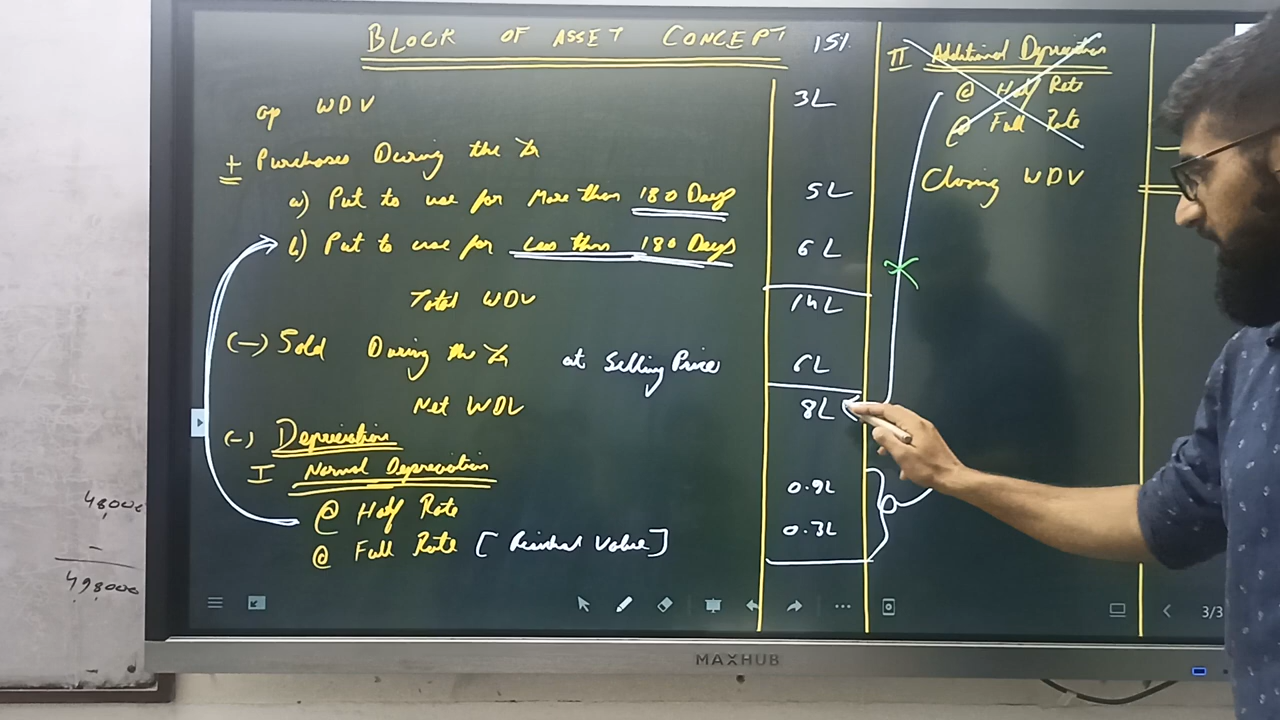 BLOCK OF ASSET CONCEPT 15%
op WDV 3L
+ Purchases During the Yr
a) Put to use for More than 180 Days 5L
b) Put to use for Less than 180 Days 6L
Total WDV 14L
(-) Sold During the Yr at Selling Price 6L
Net WDV 8L
(-) Depreciation
I Normal Depreciation
@ Half Rate 0.9L
@ Full Rate [Residual Value] 0.3L
II Additional Depreciation
@ Half Rate
@ Full Rate
Closing WDV
48000
-
498000
3/3
MAXHUB